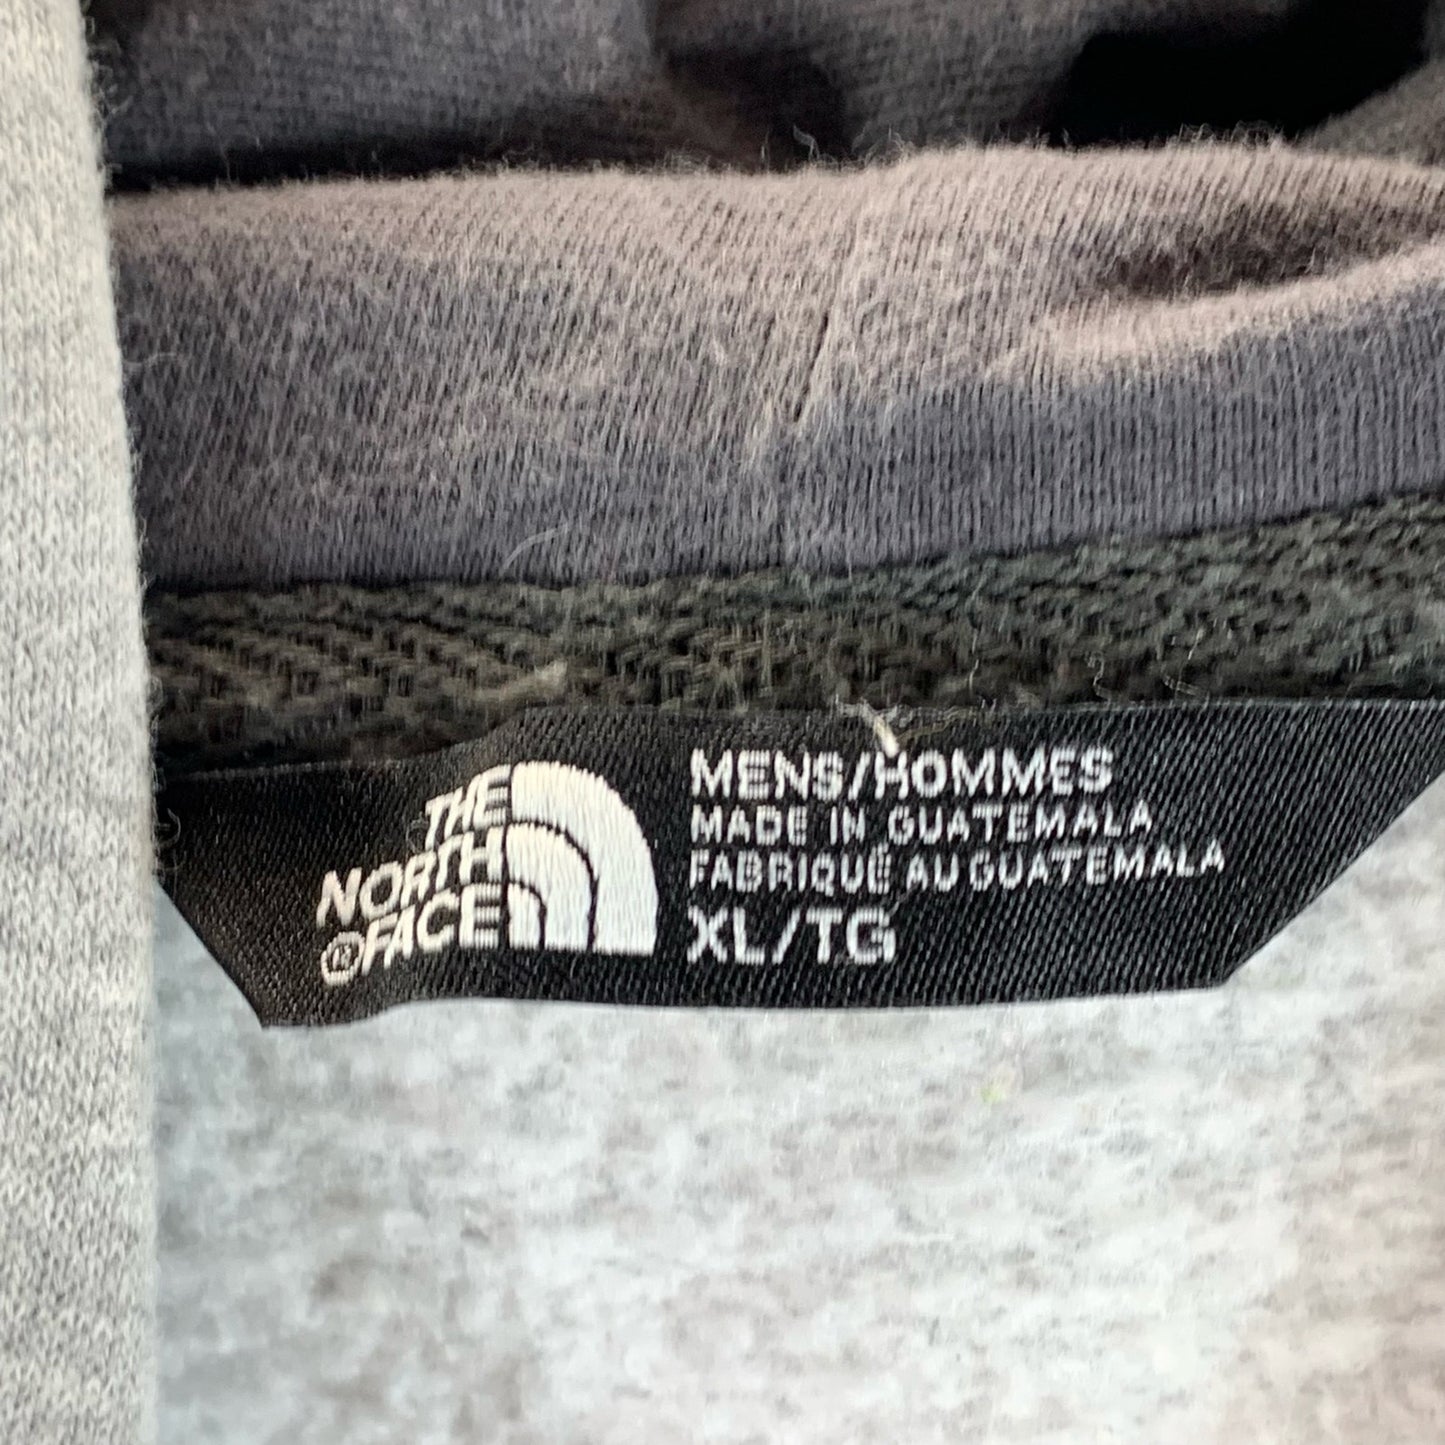 THE
NORTH
®FACE
MENS/HOMMES
MADE IN GUATEMALA
FABRIQUÉ AU GUATEMALA
XL/TG